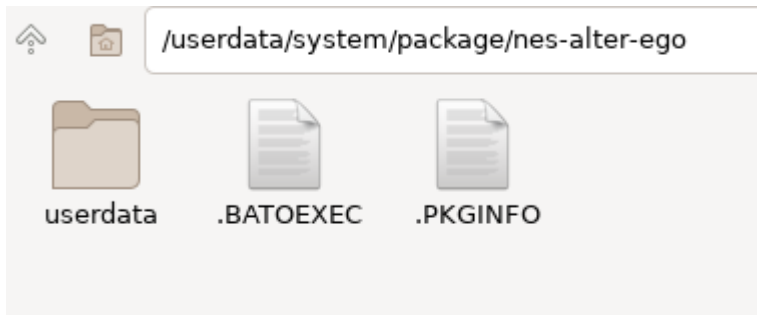 /userdata/system/package/nes-alter-ego
userdata .BATOEXEC .PKGINFO